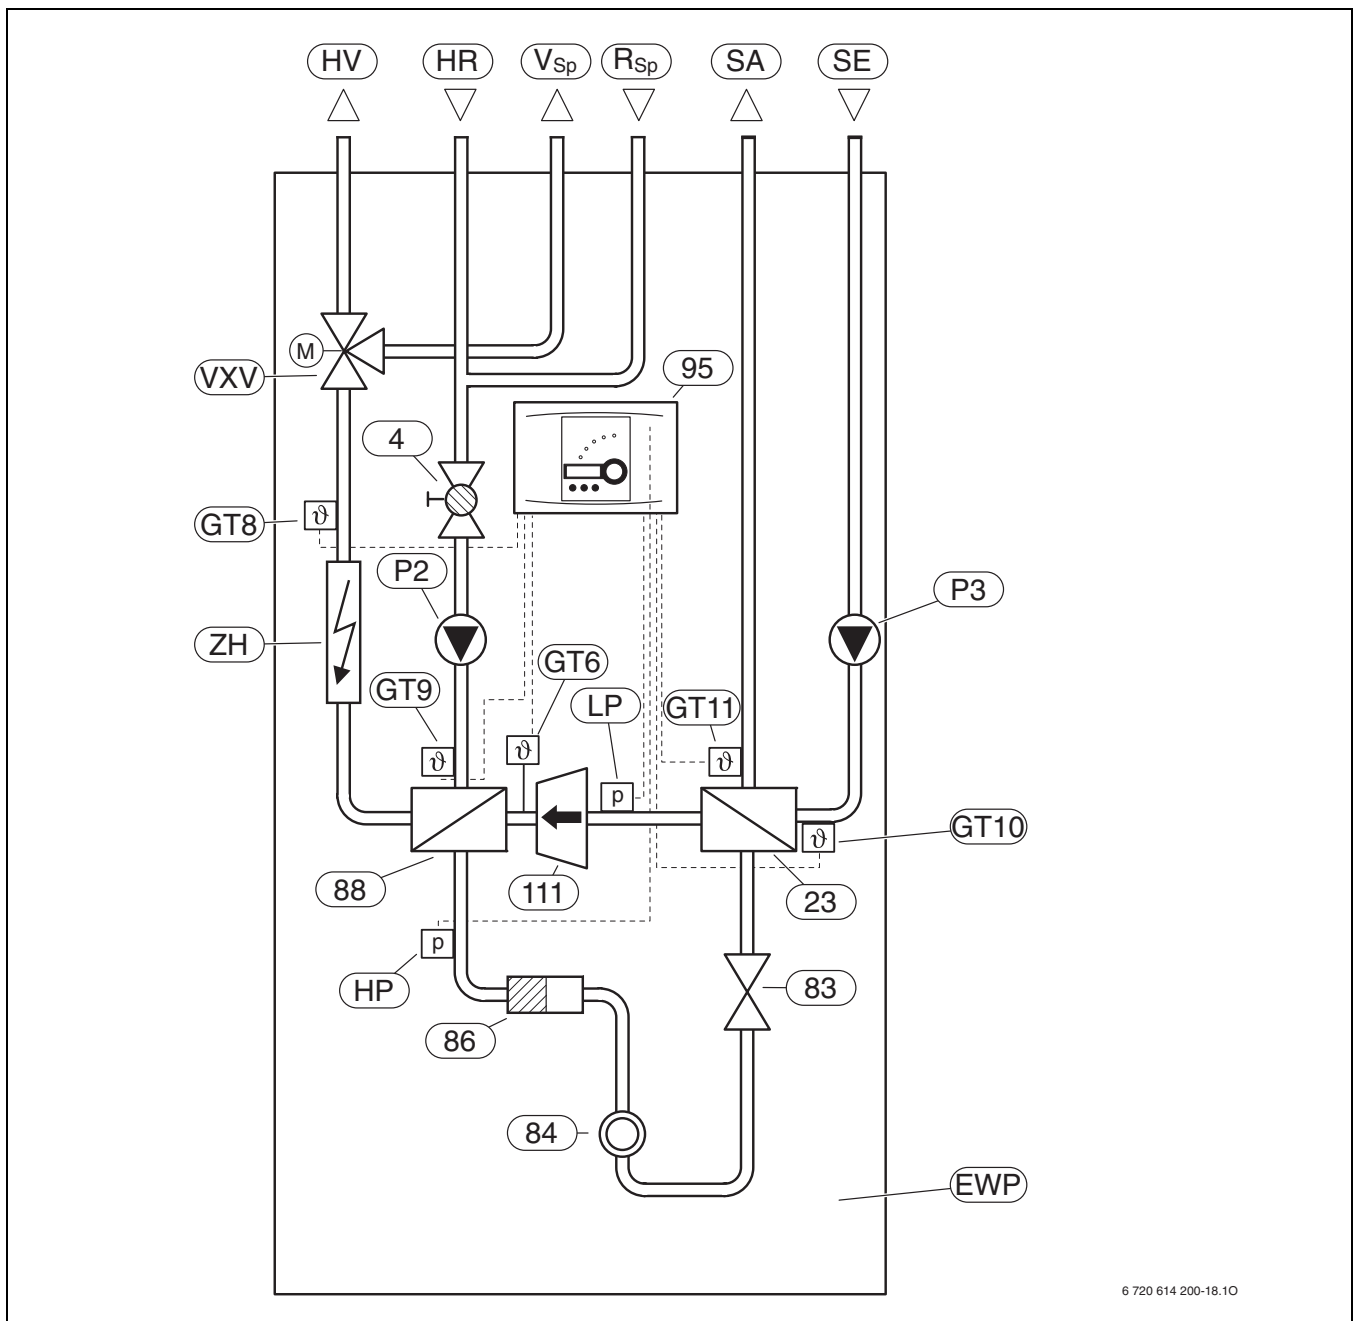 HV HR VSp RSp SA SE
M
VXV
95
4
ϑ
GT8
P2
P3
ZH
GT6
GT9
LP
GT11
ϑ
ϑ
ϑ
p
ϑ
GT10
88
111
23
p
HP
83
86
84
EWP
6 720 614 200-18.1O